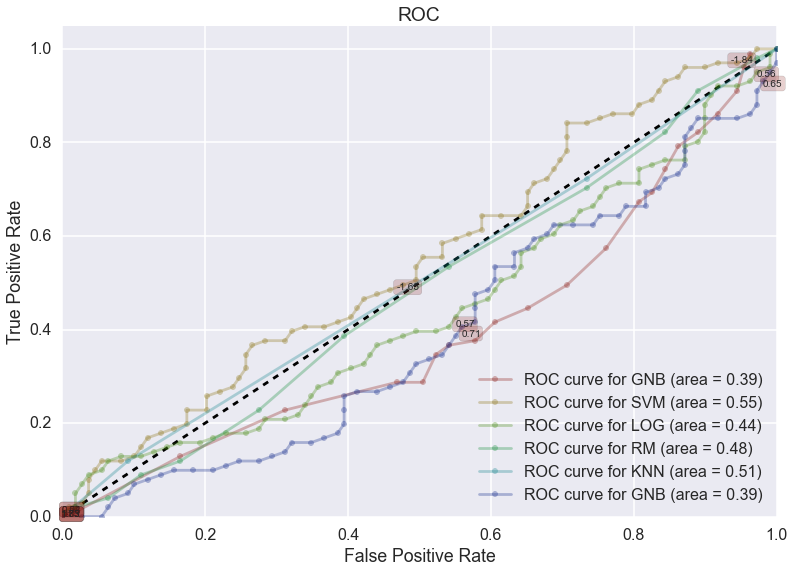 ROC
1.0
-1.84
0.56
0.65
0.8
True Positive Rate
0.6
-1.68
0.4
0.57
0.71
ROC curve for GNB (area = 0.39)
ROC curve for SVM (area = 0.55)
ROC curve for LOG (area = 0.44)
0.2
ROC curve for RM (area = 0.48)
ROC curve for KNN (area = 0.51)
ROC curve for GNB (area = 0.39)
0.0
0.0 0.2 0.4 0.6 0.8 1.0
False Positive Rate